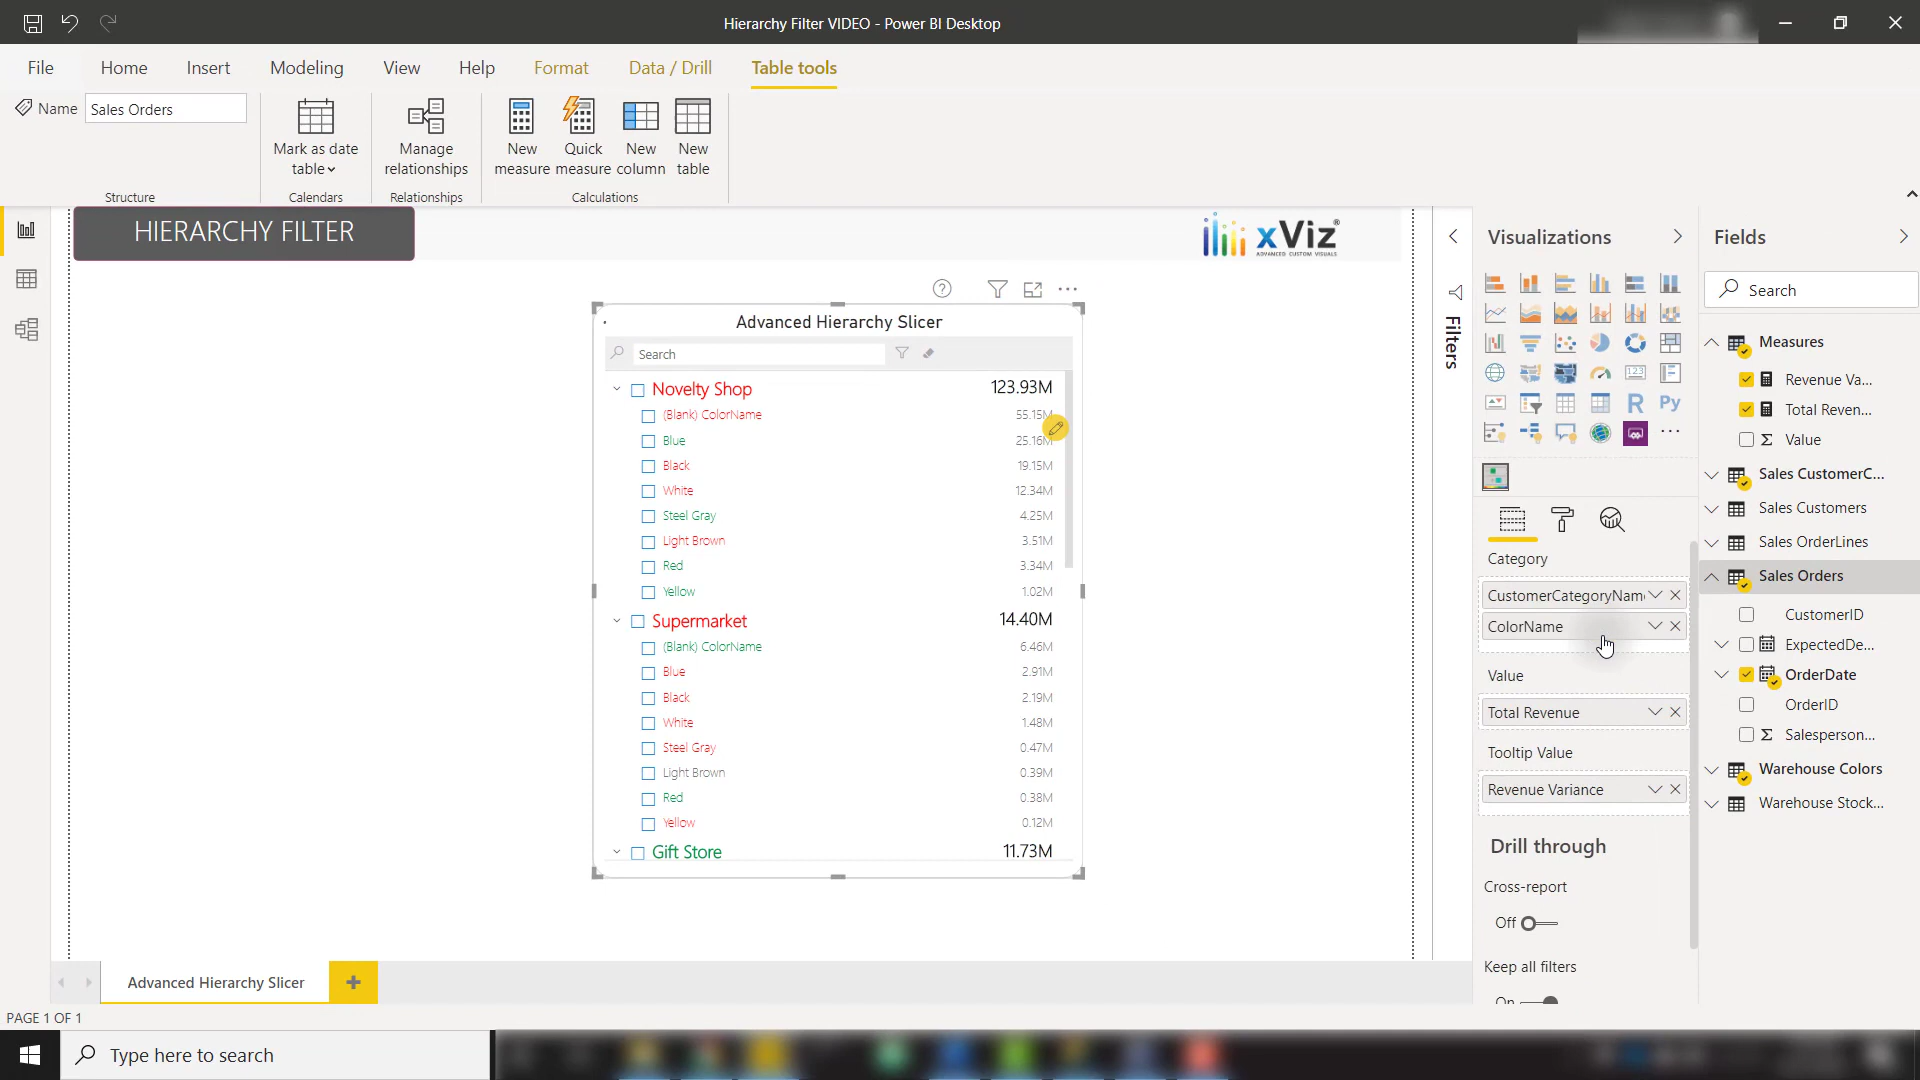 Hierarchy Filter VIDEO - Power BI Desktop
File Home Insert Modeling View Help Format Data / Drill Table tools
Name Sales Orders
Mark as date table
Manage relationships
New measure
Quick measure
New column
New table
Structure Calendars Relationships Calculations
HIERARCHY FILTER
xViz®
ADVANCED CUSTOM VISUALS
Advanced Hierarchy Slicer
Search
Novelty Shop 123.93M
(Blank) ColorName 55.15M
Blue 25.16M
Black 19.15M
White 12.34M
Steel Gray 4.25M
Light Brown 3.51M
Red 3.34M
Yellow 1.02M
Supermarket 14.40M
(Blank) ColorName 6.46M
Blue 2.91M
Black 2.19M
White 1.48M
Steel Gray 0.47M
Light Brown 0.39M
Red 0.38M
Yellow 0.12M
Gift Store 11.73M
Filters
Visualizations
123
R Py
Category
CustomerCategoryNam
ColorName
Value
Total Revenue
Tooltip Value
Revenue Variance
Drill through
Cross-report
Off
Keep all filters
On
Fields
Search
Measures
Revenue Va...
Total Reven...
Σ Value
Sales CustomerC...
Sales Customers
Sales OrderLines
Sales Orders
CustomerID
ExpectedDe...
OrderDate
OrderID
Σ Salesperson...
Warehouse Colors
Warehouse Stock...
Advanced Hierarchy Slicer
PAGE 1 OF 1
Type here to search